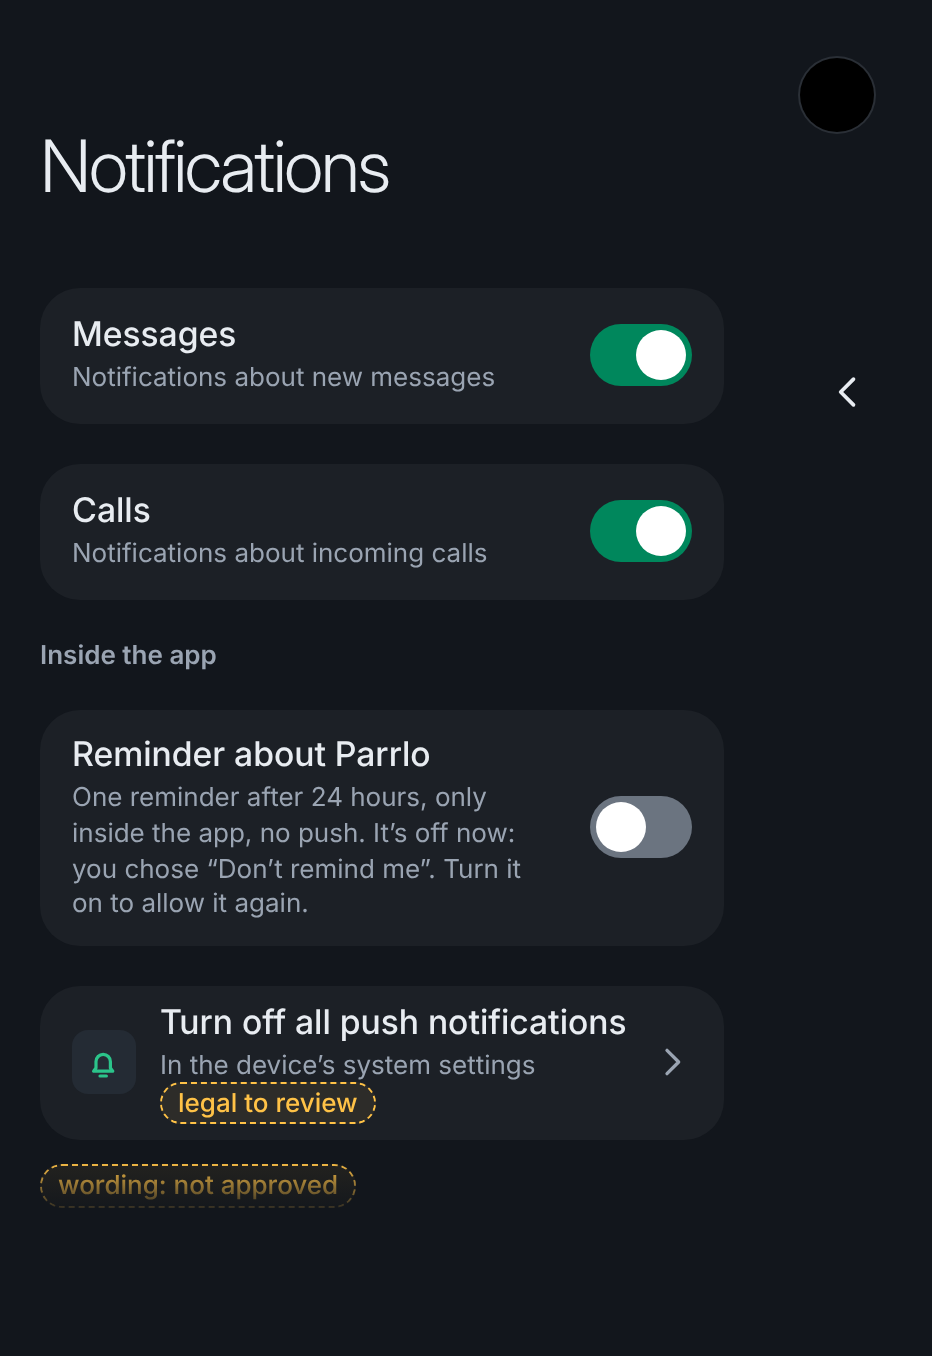 Notifications
Messages
Notifications about new messages
Calls
Notifications about incoming calls
Inside the app
Reminder about Parrlo
One reminder after 24 hours, only
inside the app, no push. It’s off now:
you chose “Don’t remind me”. Turn it
on to allow it again.
Turn off all push notifications
In the device’s system settings
legal to review
wording: not approved